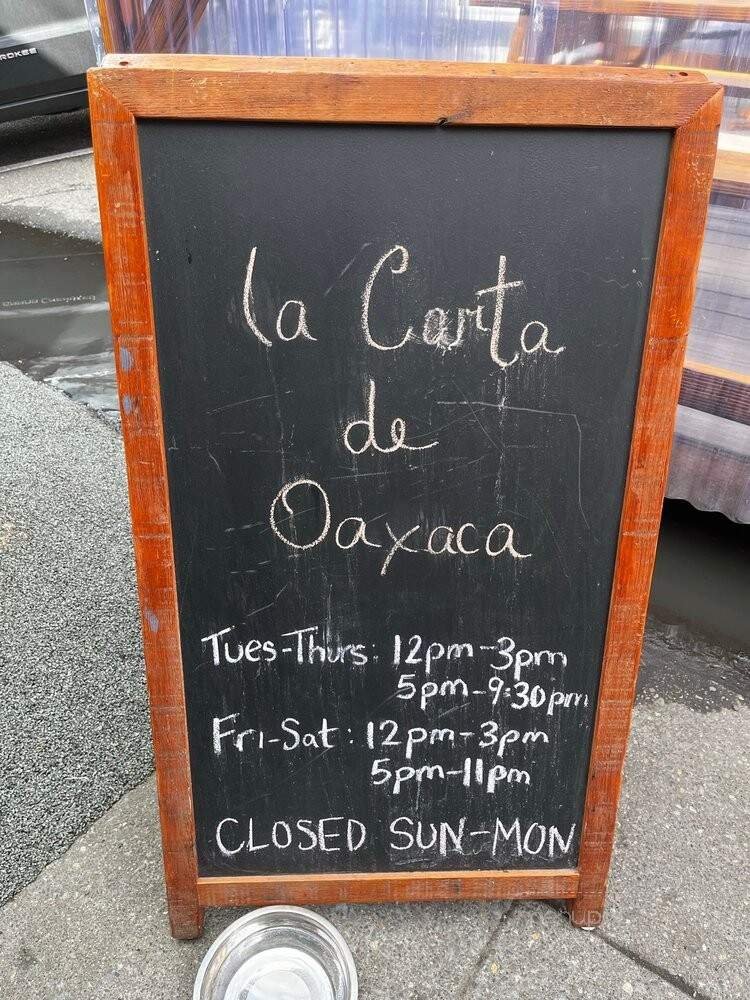 la Carta
de
Oaxaca
Tues-Thurs: 12pm-3pm
5pm-9:30pm
Fri-Sat: 12pm-3pm
5pm-11pm
CLOSED SUN-MON